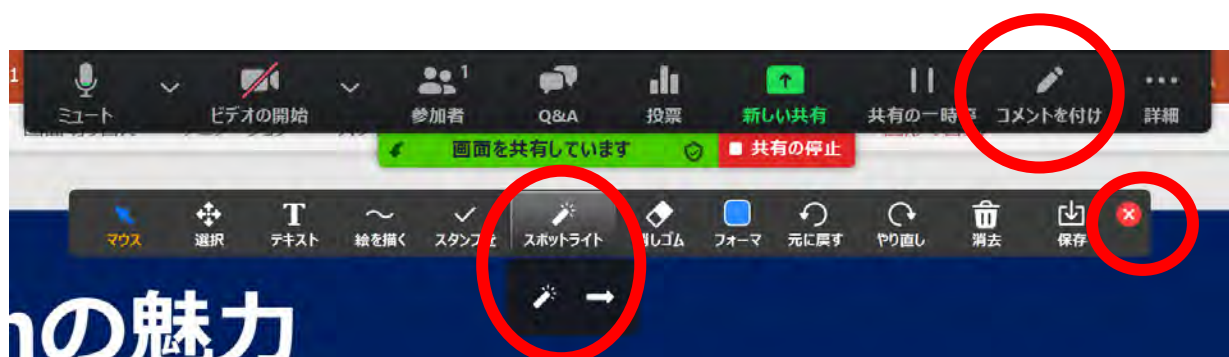 1
ミュート ビデオの開始 参加者 1 Q&A 投票 新しい共有 共有の一時 コメントを付け 詳細
画面を共有しています 共有の停止
マウス 選択 T テキスト 絵を描く スタンプ スポットライト 消しゴム フォーマ 元に戻す やり直し 消去 保存
の魅力